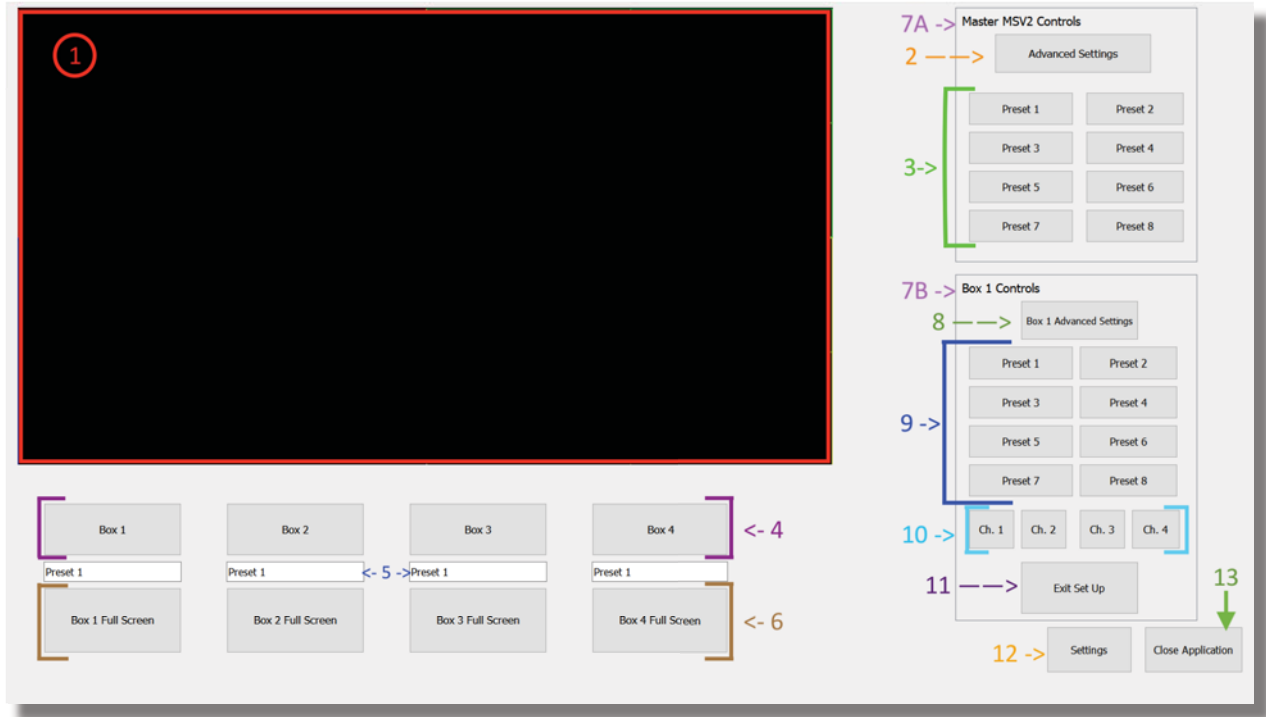 1
7A -> Master MSV2 Controls
2 — —> Advanced Settings
Preset 1 Preset 2
Preset 3 Preset 4
3->
Preset 5 Preset 6
Preset 7 Preset 8
7B -> Box 1 Controls
8 — —> Box 1 Advanced Settings
Preset 1 Preset 2
Preset 3 Preset 4
9 ->
Preset 5 Preset 6
Preset 7 Preset 8
10 -> Ch. 1 Ch. 2 Ch. 3 Ch. 4
11 — —> Exit Set Up
Box 1 Box 2 Box 3 Box 4 <- 4
Preset 1 Preset 1 <- 5 -> Preset 1 Preset 1
Box 1 Full Screen Box 2 Full Screen Box 3 Full Screen Box 4 Full Screen <- 6
13
12 -> Settings Close Application